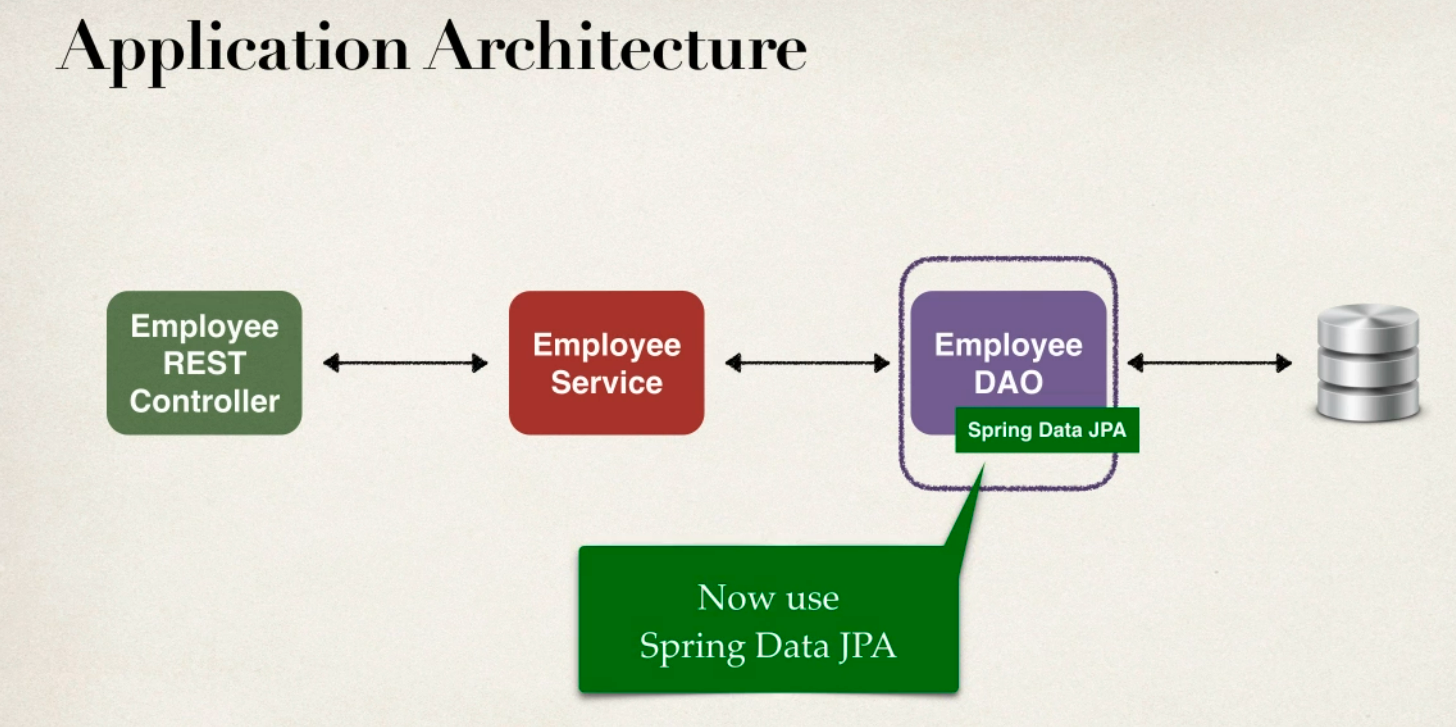 Application Architecture
Employee
REST
Controller
Employee
Service
Employee
DAO
Spring Data JPA
Now use
Spring Data JPA